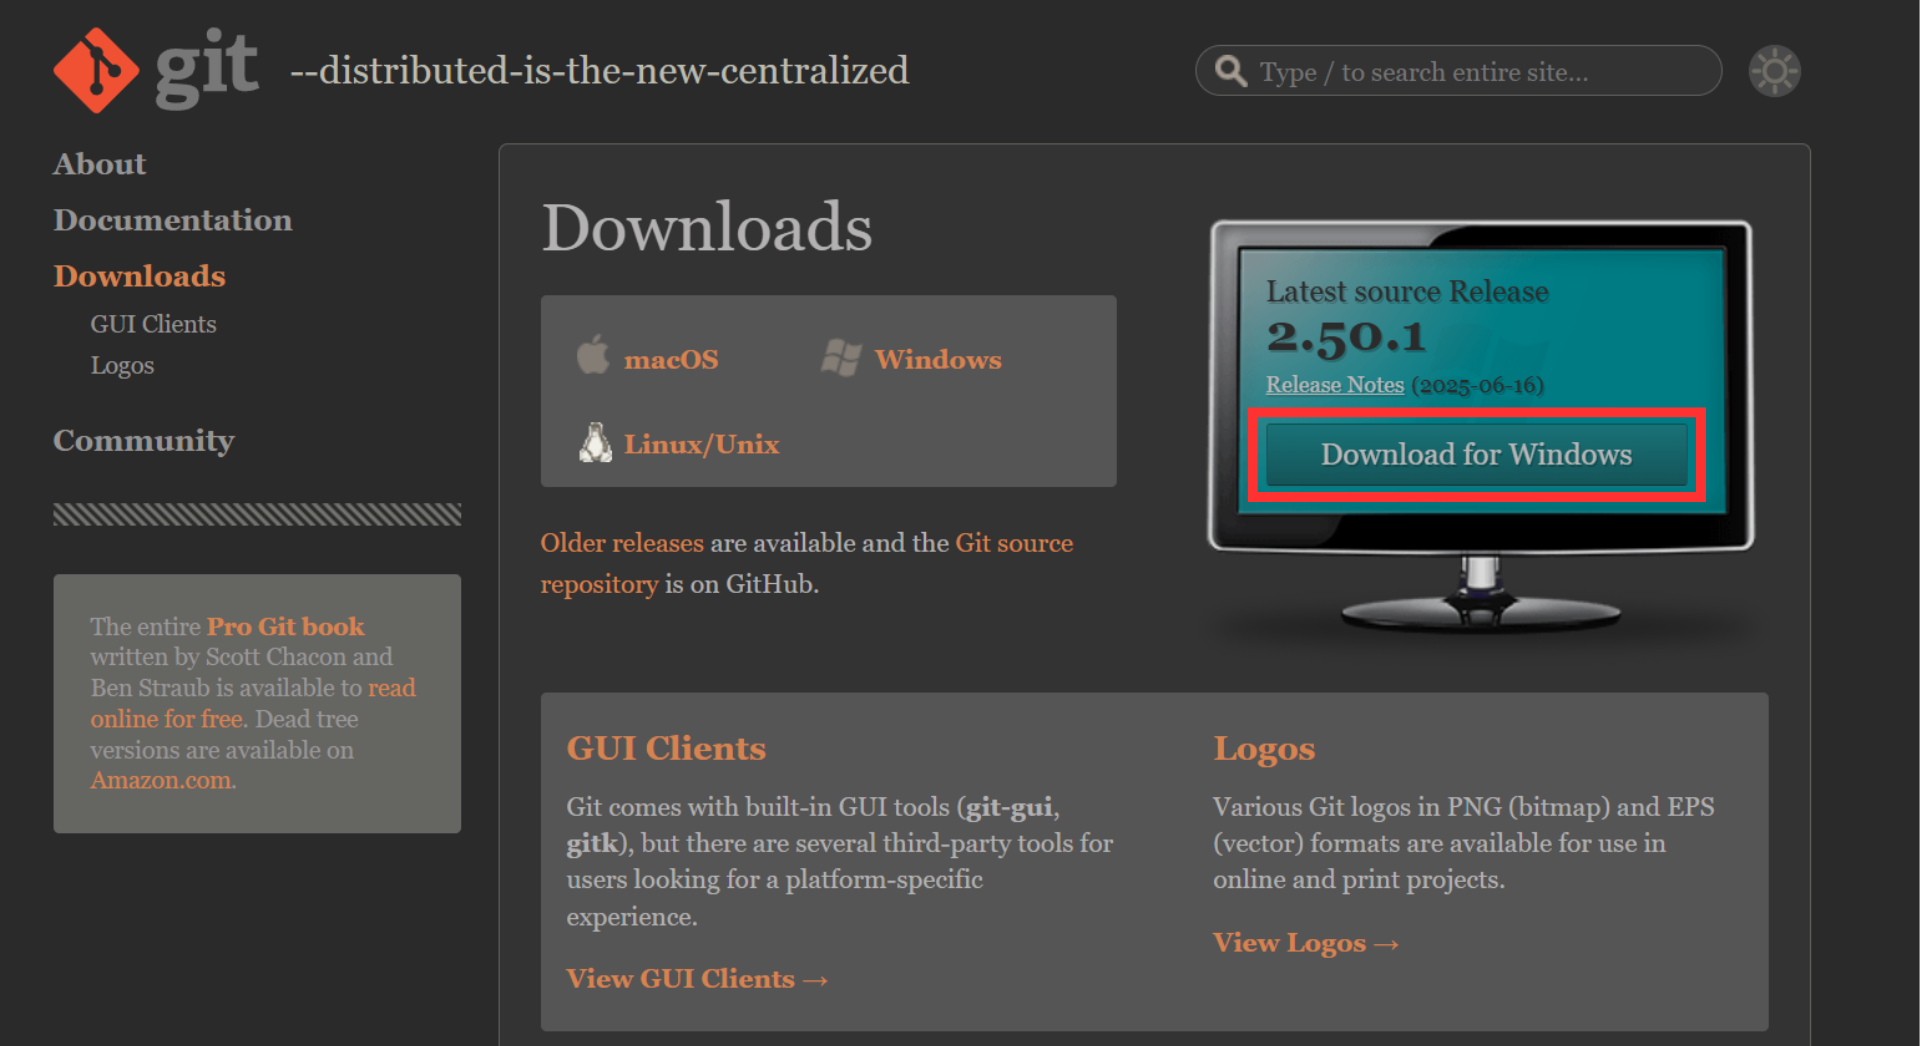 git --distributed-is-the-new-centralized
Type / to search entire site...
About
Documentation
Downloads
GUI Clients
Logos
Community
The entire Pro Git book
written by Scott Chacon and
Ben Straub is available to read
online for free. Dead tree
versions are available on
Amazon.com.
Downloads
macOS
Windows
Linux/Unix
Older releases are available and the Git source
repository is on GitHub.
Latest source Release
2.50.1
Release Notes (2025-06-16)
Download for Windows
GUI Clients
Git comes with built-in GUI tools (git-gui,
gitk), but there are several third-party tools for
users looking for a platform-specific
experience.
View GUI Clients →
Logos
Various Git logos in PNG (bitmap) and EPS
(vector) formats are available for use in
online and print projects.
View Logos →